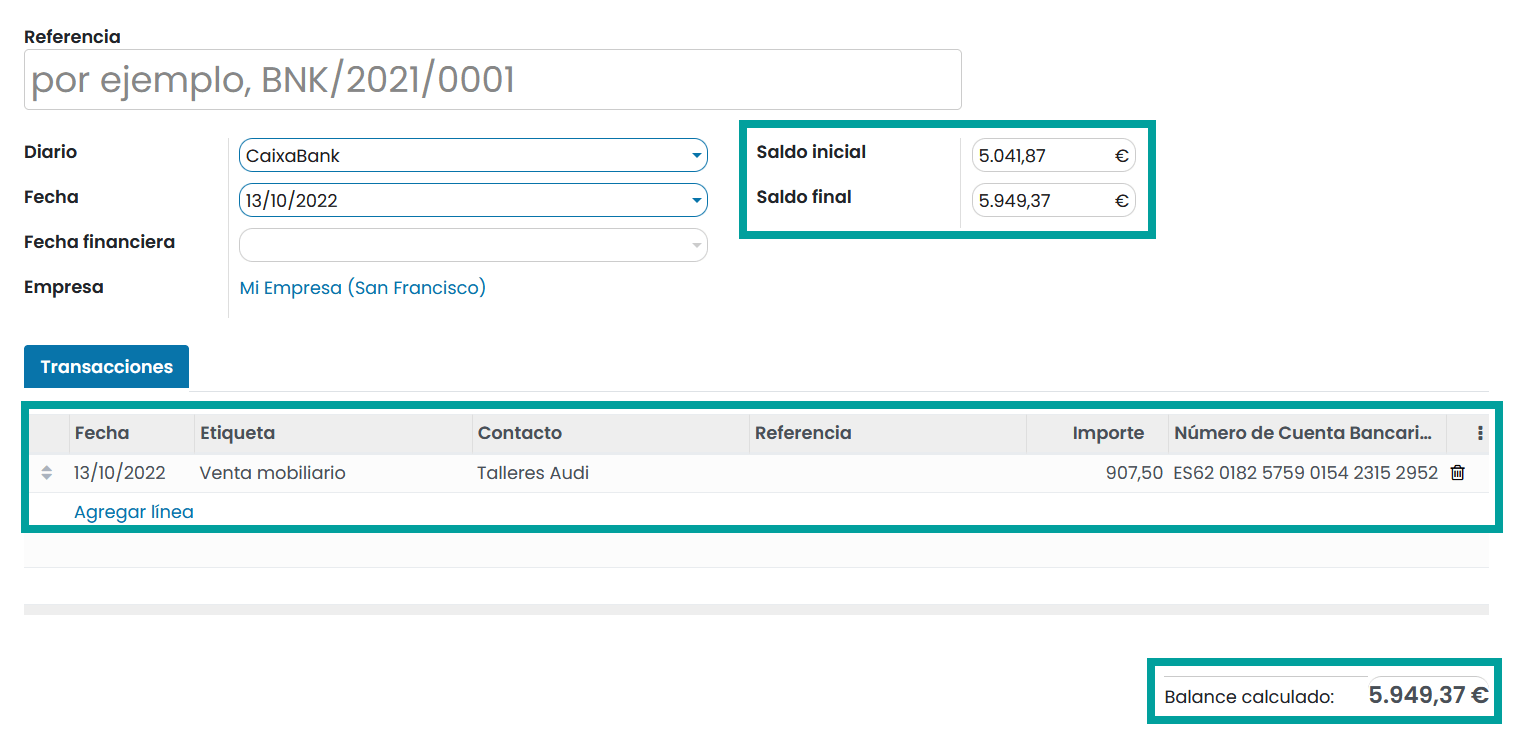 Referencia
por ejemplo, BNK/2021/0001
Diario CaixaBank
Saldo inicial 5.041,87 €
Fecha 13/10/2022
Saldo final 5.949,37 €
Fecha financiera
Empresa Mi Empresa (San Francisco)
Transacciones
Fecha Etiqueta Contacto Referencia Importe Número de Cuenta Bancari...
13/10/2022 Venta mobiliario Talleres Audi 907,50 ES62 0182 5759 0154 2315 2952
Agregar línea
Balance calculado: 5.949,37 €